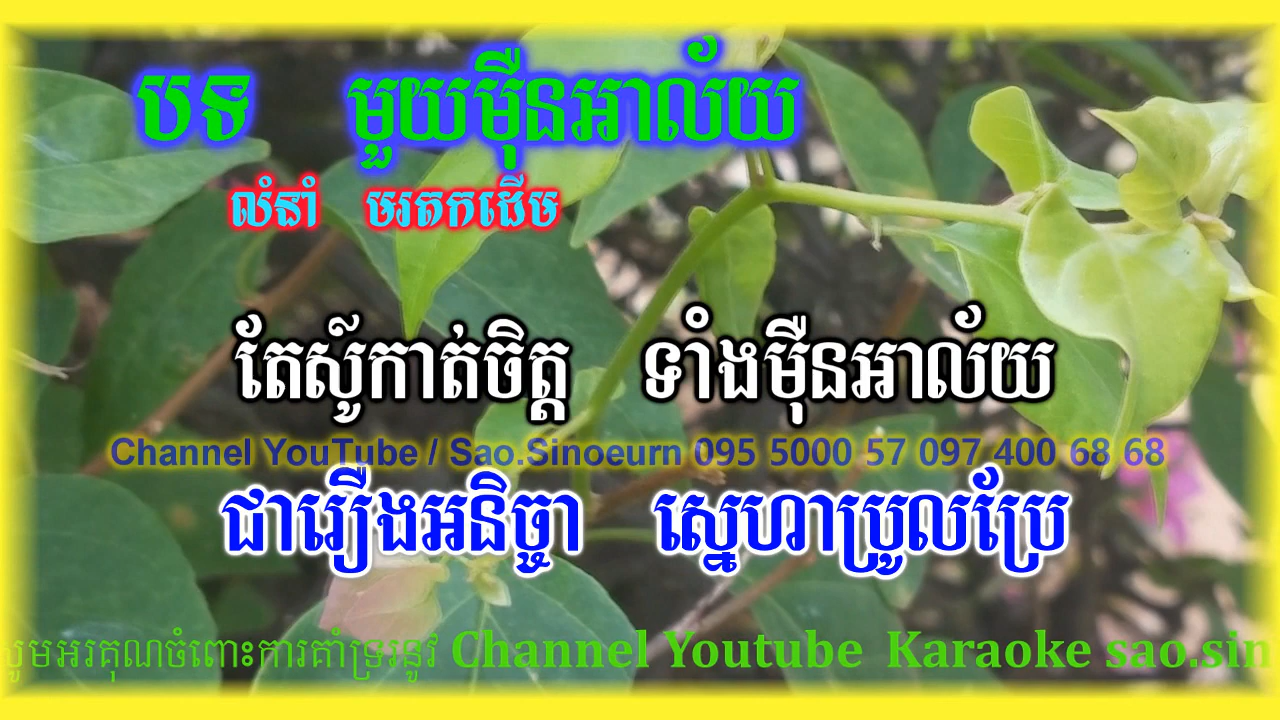 បទ មួយម៉ឺនអាល័យ
លំនាំ មរតកដើម
តែស៊ូកាត់ចិត្ត ទាំងម៉ឺនអាល័យ
Channel YouTube / Sao.Sinoeurn 095 5000 57 097 400 68 68
ជារឿងអនិច្ចា ស្នេហាប្រួលប្រែ
សូមអរគុណចំពោះការគាំទ្រនូវ Channel Youtube Karaoke sao.sin